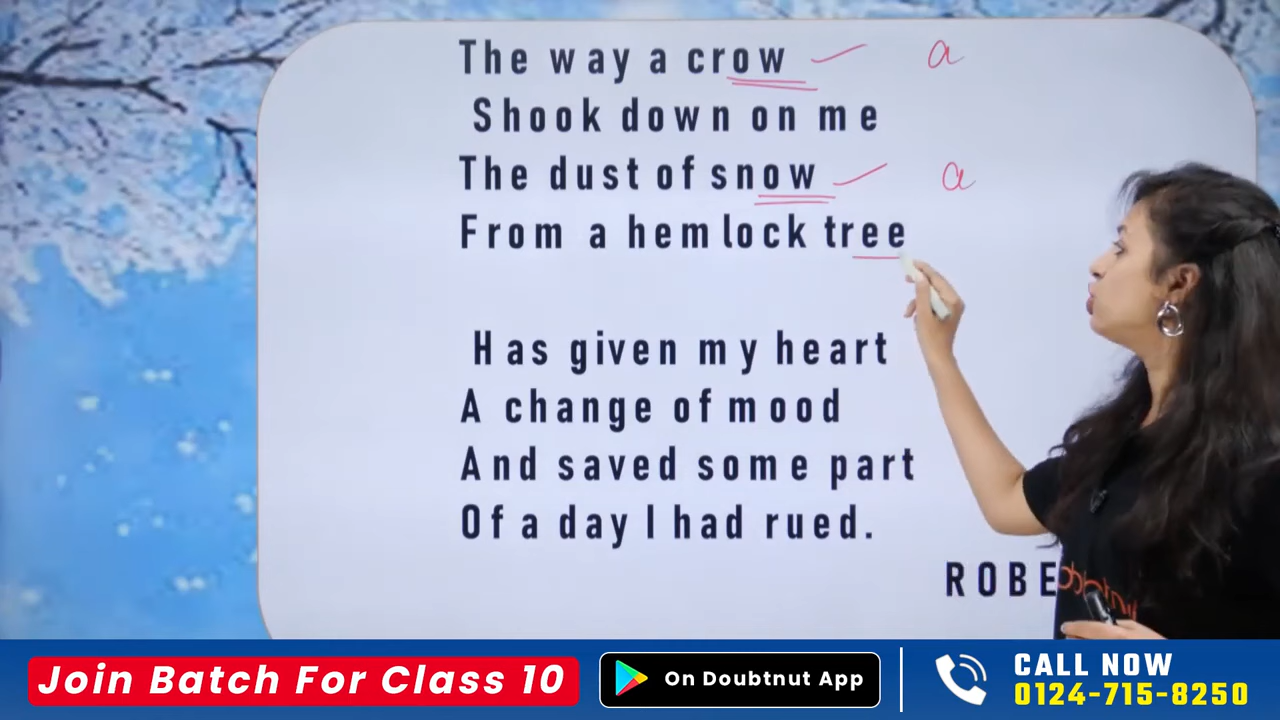 The way a crow a
Shook down on me
The dust of snow a
From a hemlock tree
Has given my heart
A change of mood
And saved some part
Of a day I had rued.
ROBE
Join Batch For Class 10
On Doubtnut App
CALL NOW
0124-715-8250